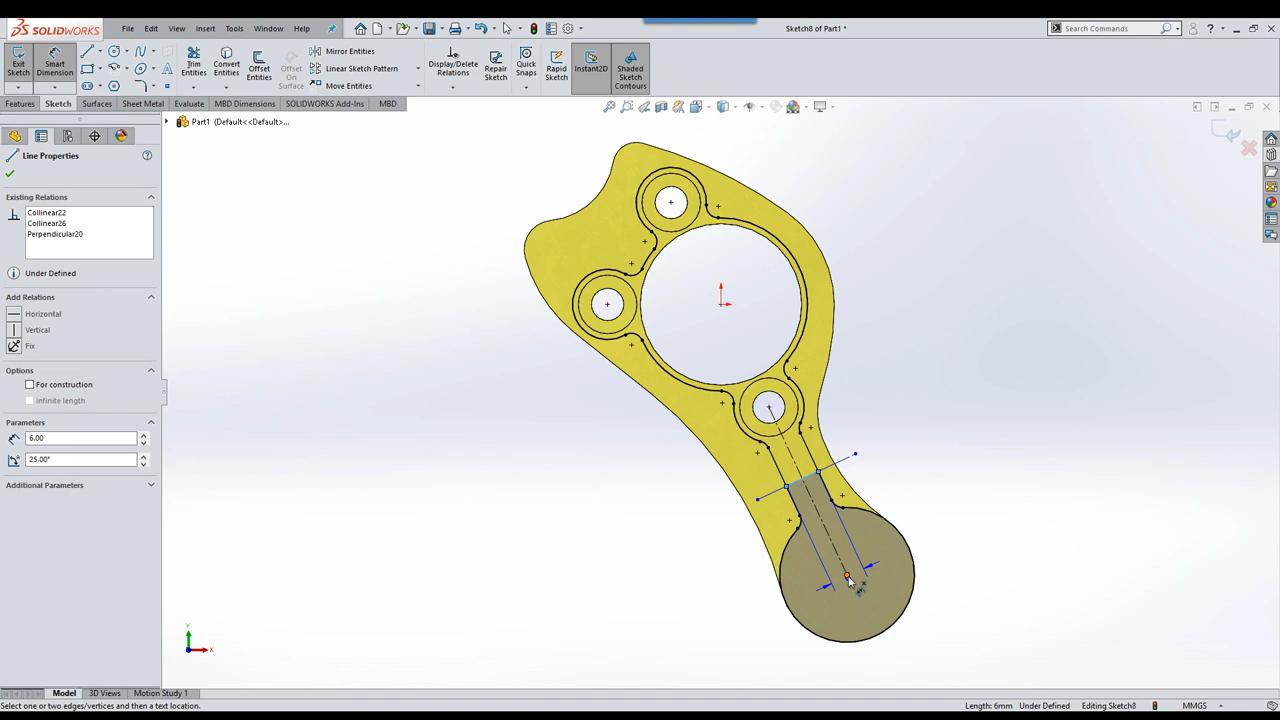 SOLIDWORKS File Edit View Insert Tools Window Help Sketch8 of Part1 * Search Commands ?
Exit Sketch
Smart Dimension
Trim Entities
Convert Entities
Offset Entities
Offset On Surface
Mirror Entities
Linear Sketch Pattern
Move Entities
Display/Delete Relations
Repair Sketch
Quick Snaps
Rapid Sketch
Instant2D
Shaded Sketch Contours
Features Sketch Surfaces Sheet Metal Evaluate MBD Dimensions SOLIDWORKS Add-Ins MBD
Part1 (Default<<Default>...
Line Properties
Existing Relations
Collinear22
Collinear26
Perpendicular20
Under Defined
Add Relations
Horizontal
Vertical
Fix
Options
For construction
Infinite length
Parameters
6.00
25.00°
Additional Parameters
Y
X
Model 3D Views Motion Study 1
Select one or two edges/vertices and then a text location. Length: 6mm Under Defined Editing Sketch8 MMGS